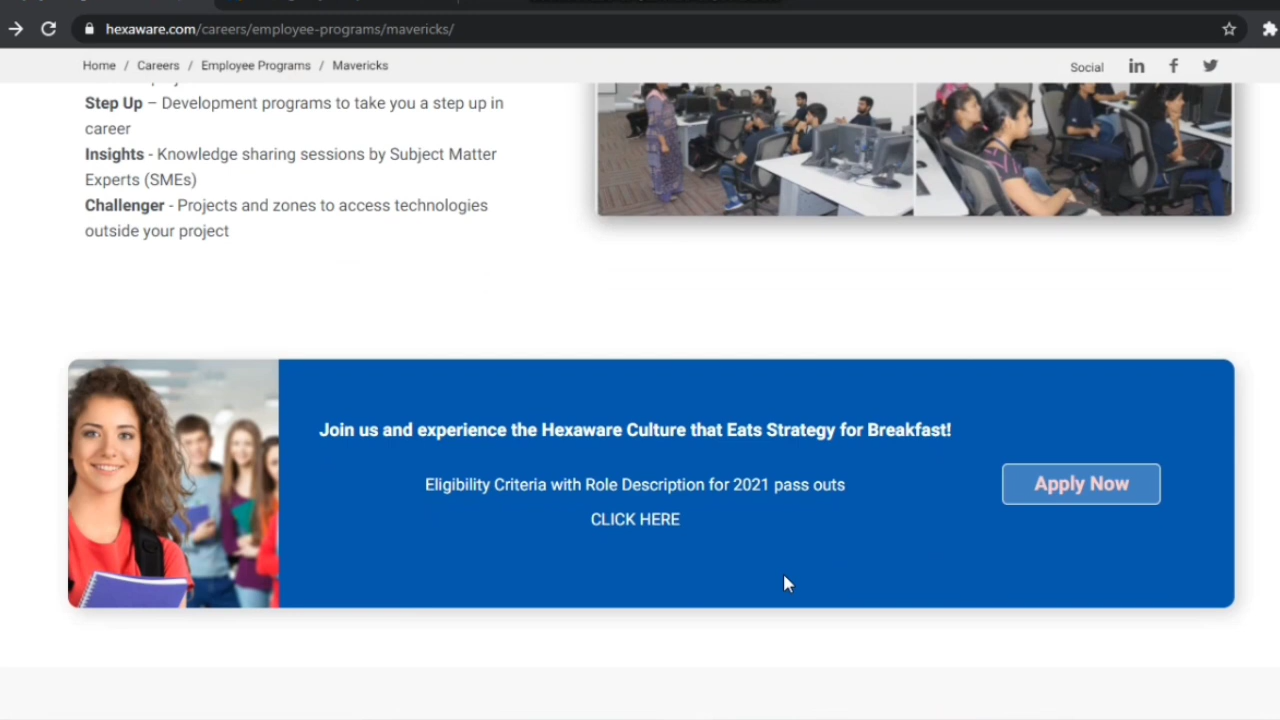 hexaware.com/careers/employee-programs/mavericks/
Home / Careers / Employee Programs / Mavericks
Social
Step Up – Development programs to take you a step up in
career
Insights - Knowledge sharing sessions by Subject Matter
Experts (SMEs)
Challenger - Projects and zones to access technologies
outside your project
Join us and experience the Hexaware Culture that Eats Strategy for Breakfast!
Eligibility Criteria with Role Description for 2021 pass outs
CLICK HERE
Apply Now